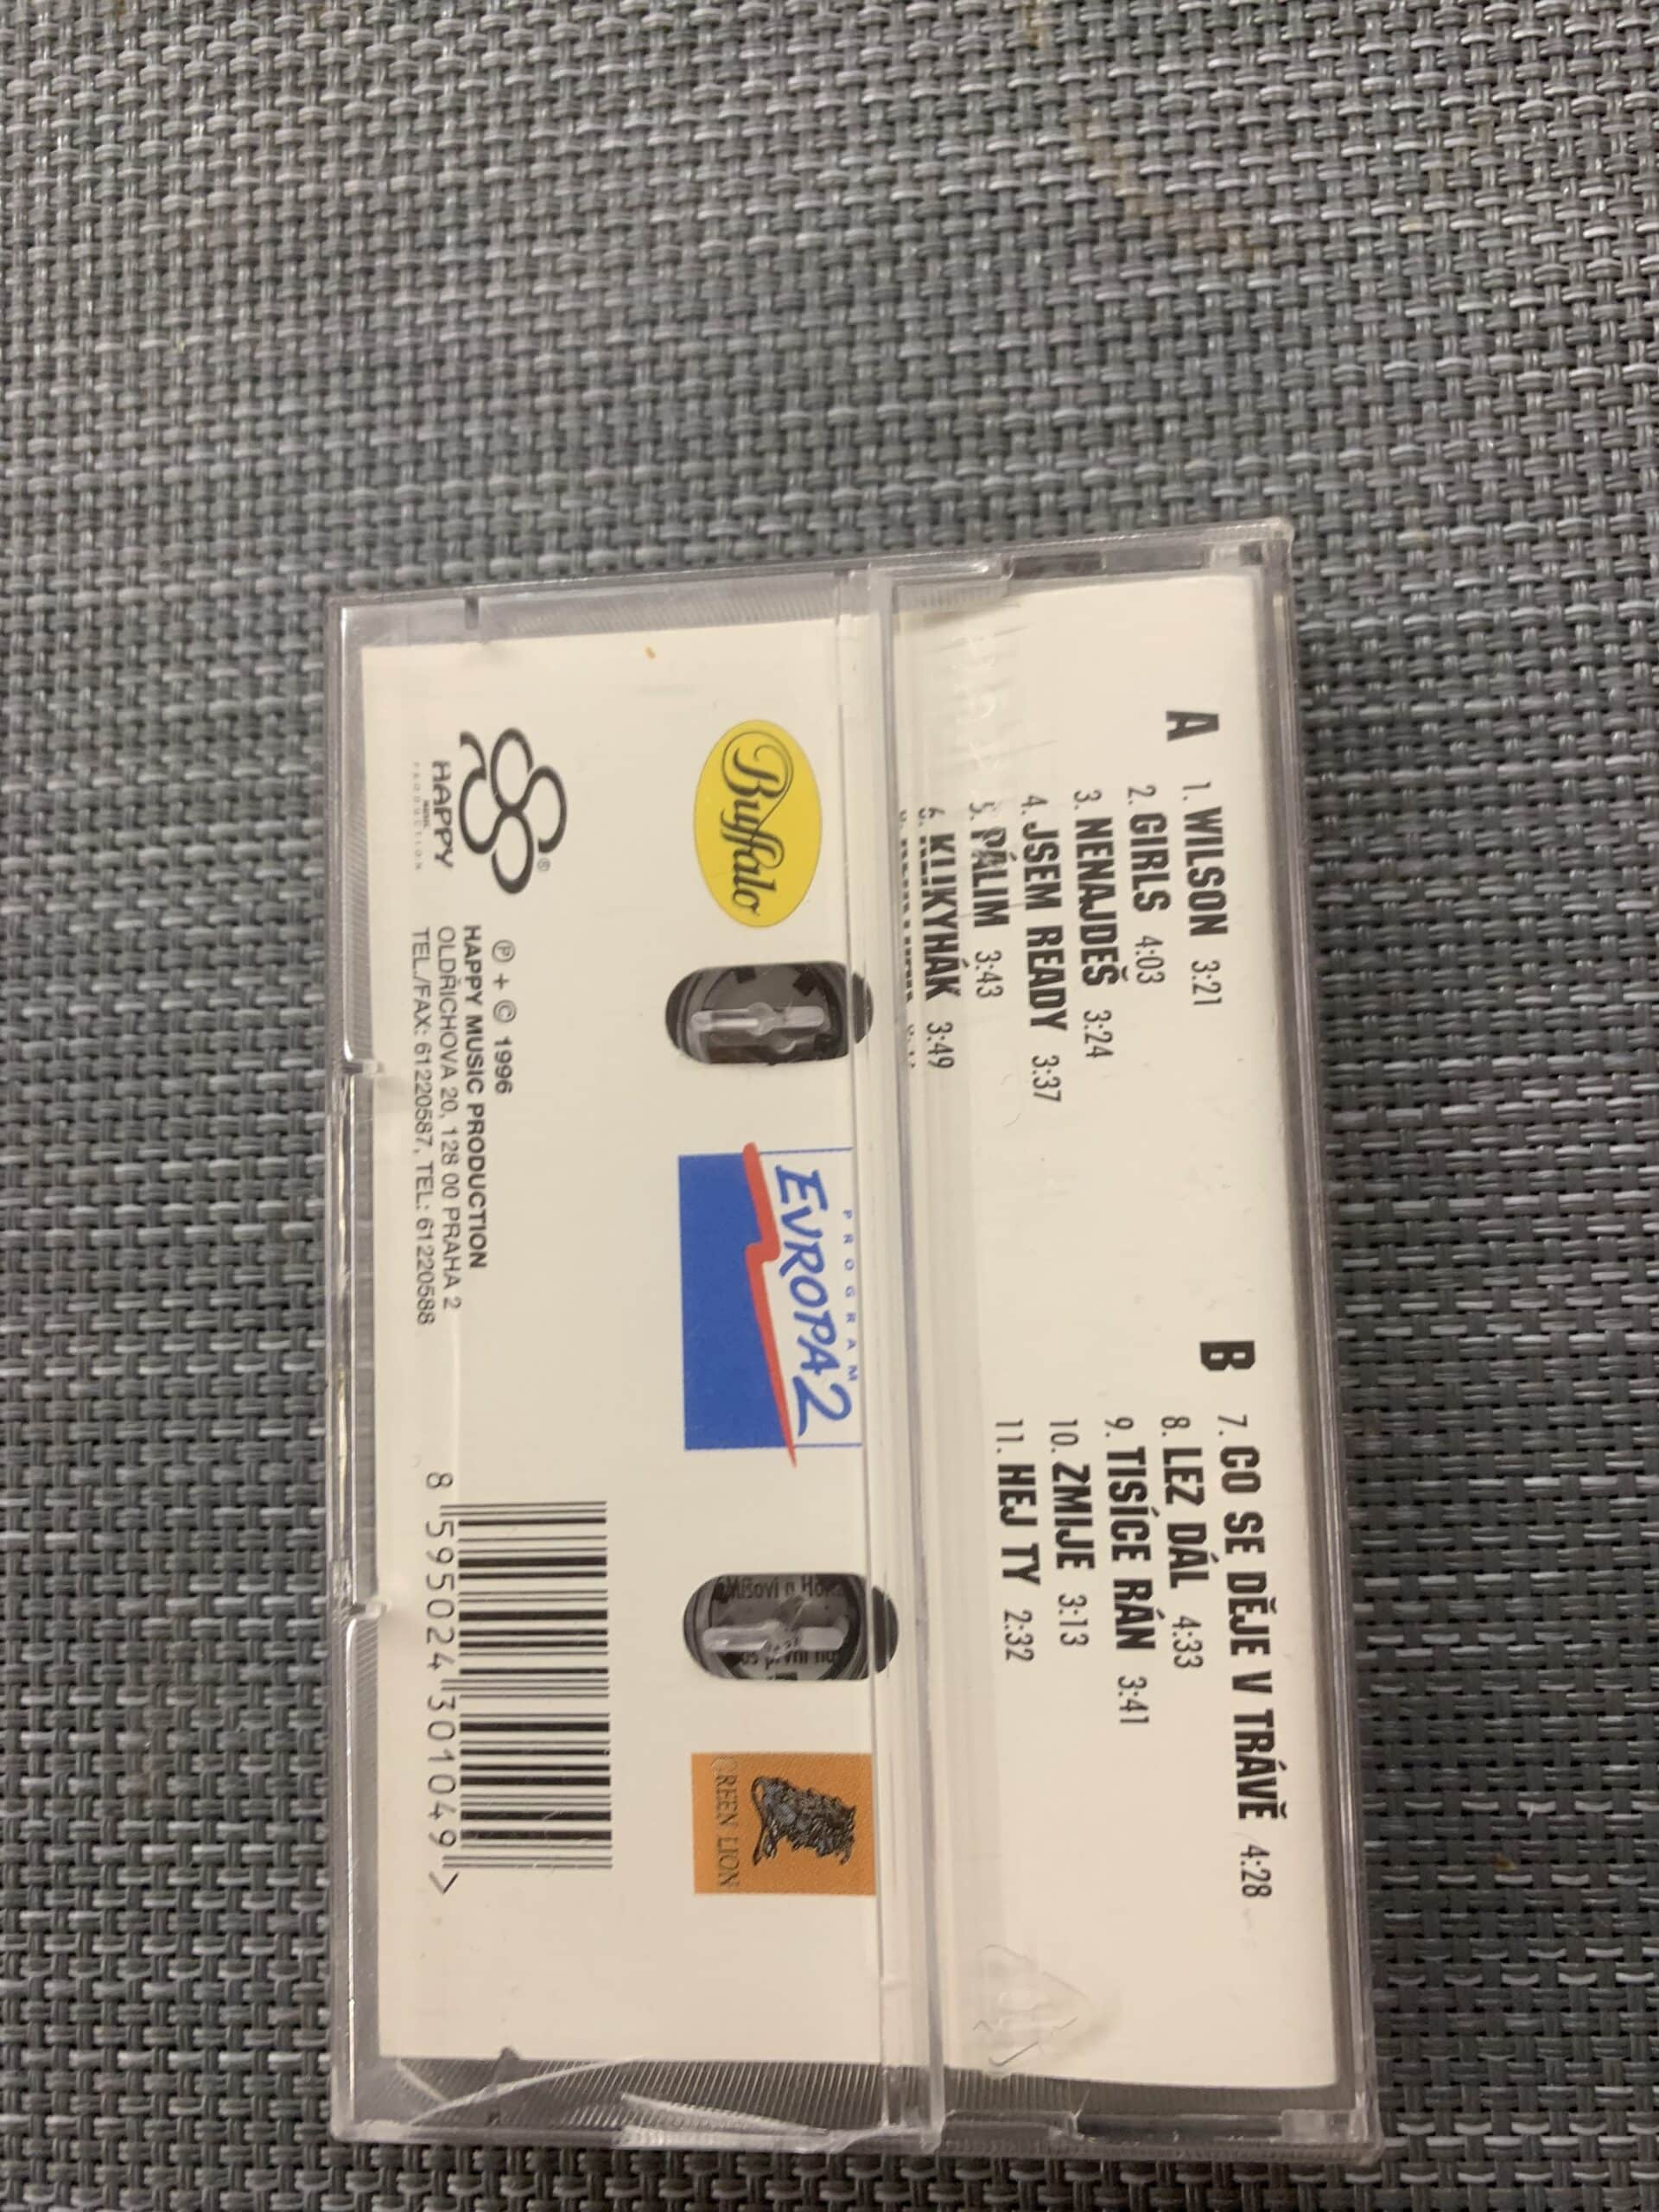 A
1. WILSON 3:21
2. GIRLS 4:03
3. NENAJDEŠ 3:24
4. JSEM READY 3:37
5. PÁLIM 3:43
6. KLIKYHÁK 3:49
B
7. CO SE DĚJE V TRÁVĚ 4:28
8. LEZ DÁL 4:33
9. TISÍCE RÁN 3:41
10. ZMIJE 3:13
11. HEJ TY 2:32
Buffalo
PROGRAM
EVROPA 2
GREEN LION
®
HAPPY
MUSIC
PRODUCTION
Ⓟ + © 1996
HAPPY MUSIC PRODUCTION
OLDŘICHOVA 20, 128 00 PRAHA 2
TEL./FAX: 61220587, TEL.: 61220588
8 595024 301049 >